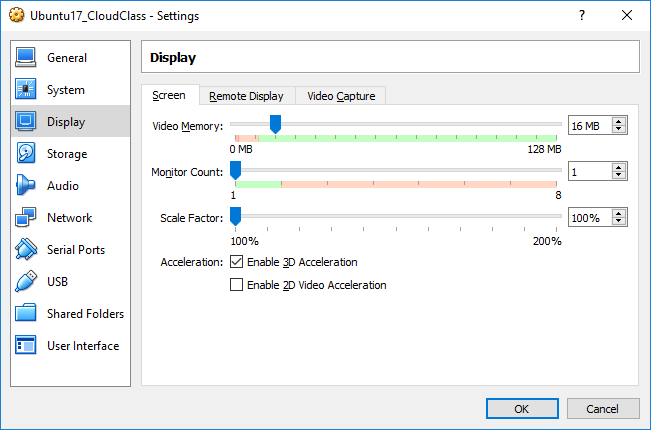 Ubuntu17_CloudClass - Settings
?
General
System
Display
Storage
Audio
Network
Serial Ports
USB
Shared Folders
User Interface
Display
Screen
Remote Display
Video Capture
Video Memory:
16 MB
0 MB
128 MB
Monitor Count:
1
1
8
Scale Factor:
100%
100%
200%
Acceleration:
Enable 3D Acceleration
Enable 2D Video Acceleration
OK
Cancel